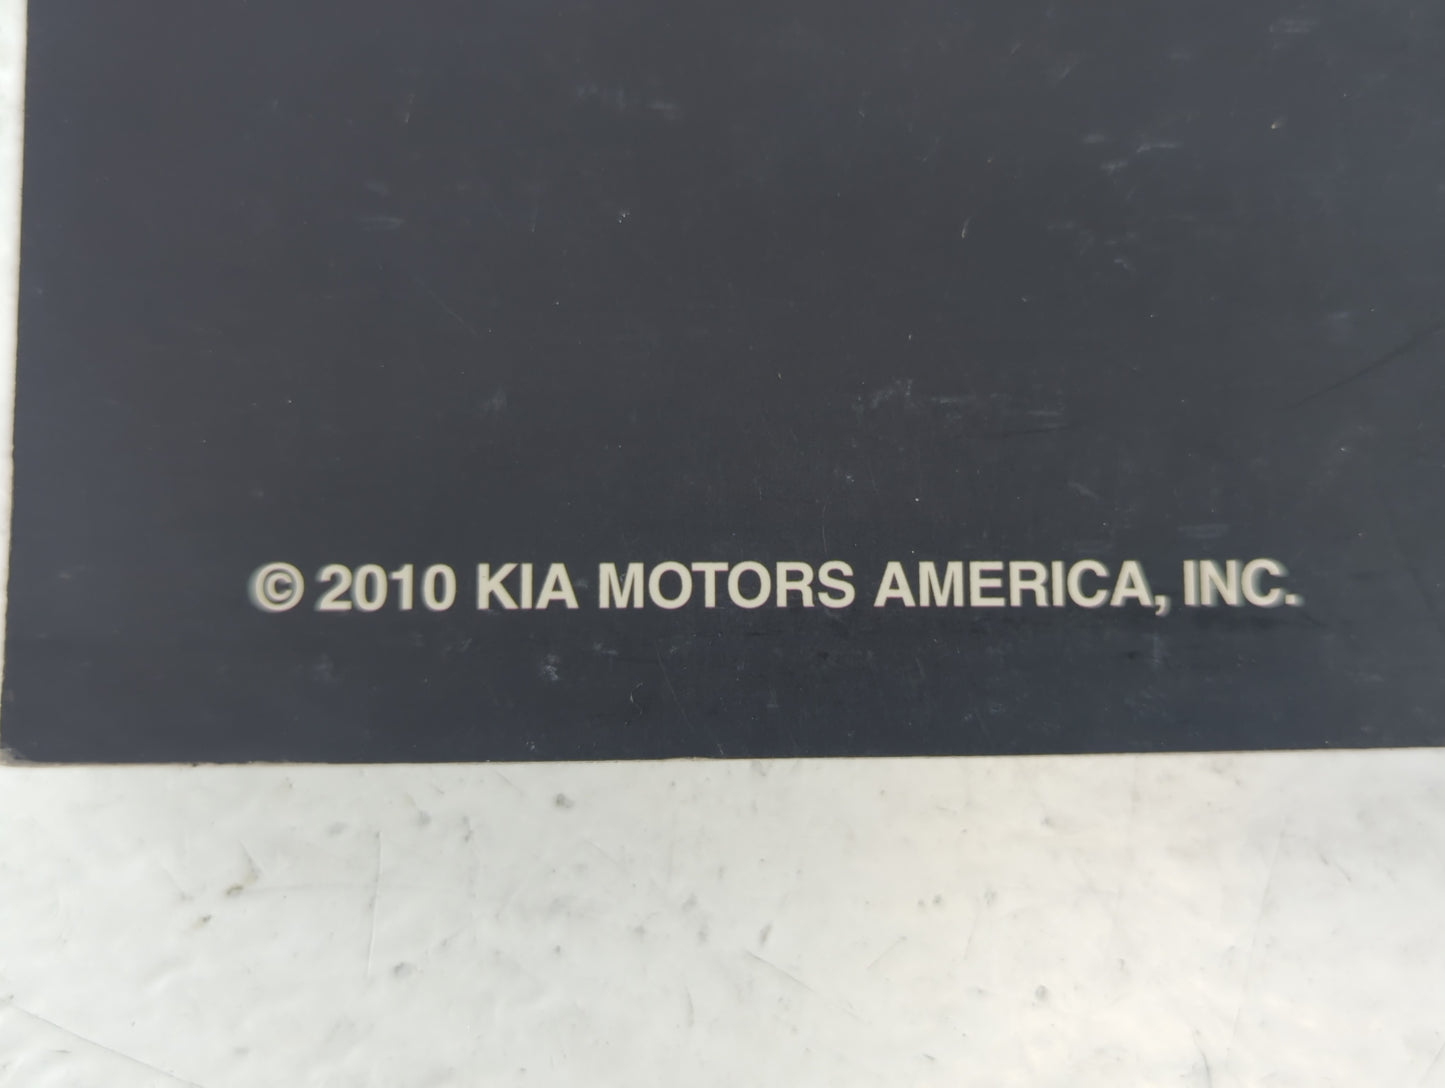 © 2010 KIA MOTORS AMERICA, INC.